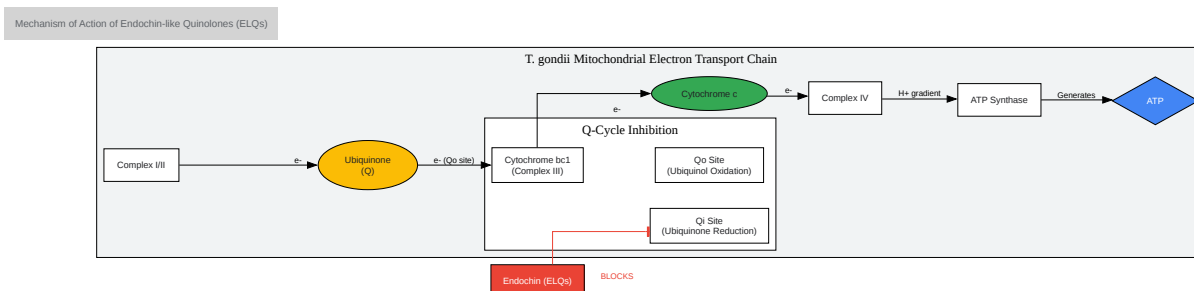 Mechanism of Action of Endochin-like Quinolones (ELQs)
T. gondii Mitochondrial Electron Transport Chain
Cytochrome c
e-
Complex IV
H+ gradient
ATP Synthase
Generates
ATP
e-
Q-Cycle Inhibition
Complex I/II
e-
Ubiquinone
(Q)
e- (Qo site)
Cytochrome bc1
(Complex III)
Qo Site
(Ubiquinol Oxidation)
Qi Site
(Ubiquinone Reduction)
Endochin (ELQs)
BLOCKS